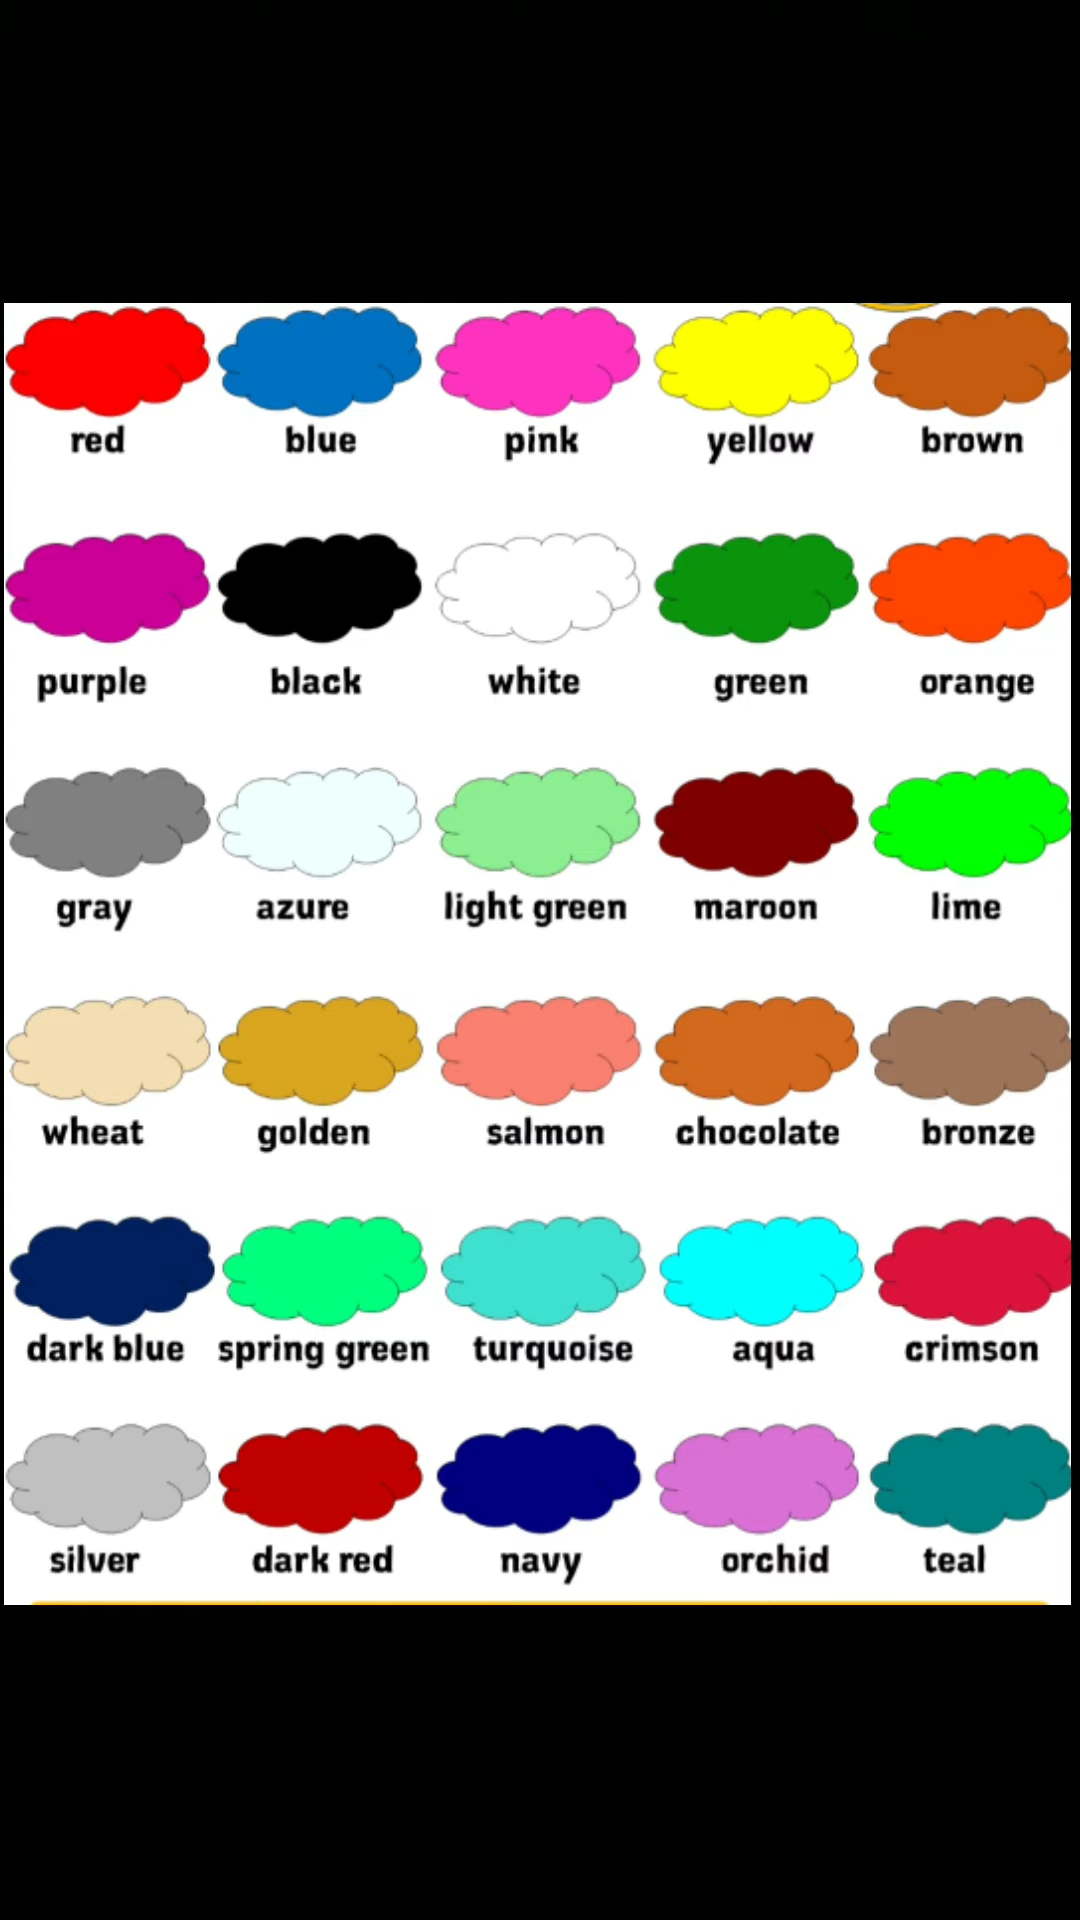 red blue pink yellow brown
purple black white green orange
gray azure light green maroon lime
wheat golden salmon chocolate bronze
dark blue spring green turquoise aqua crimson
silver dark red navy orchid teal